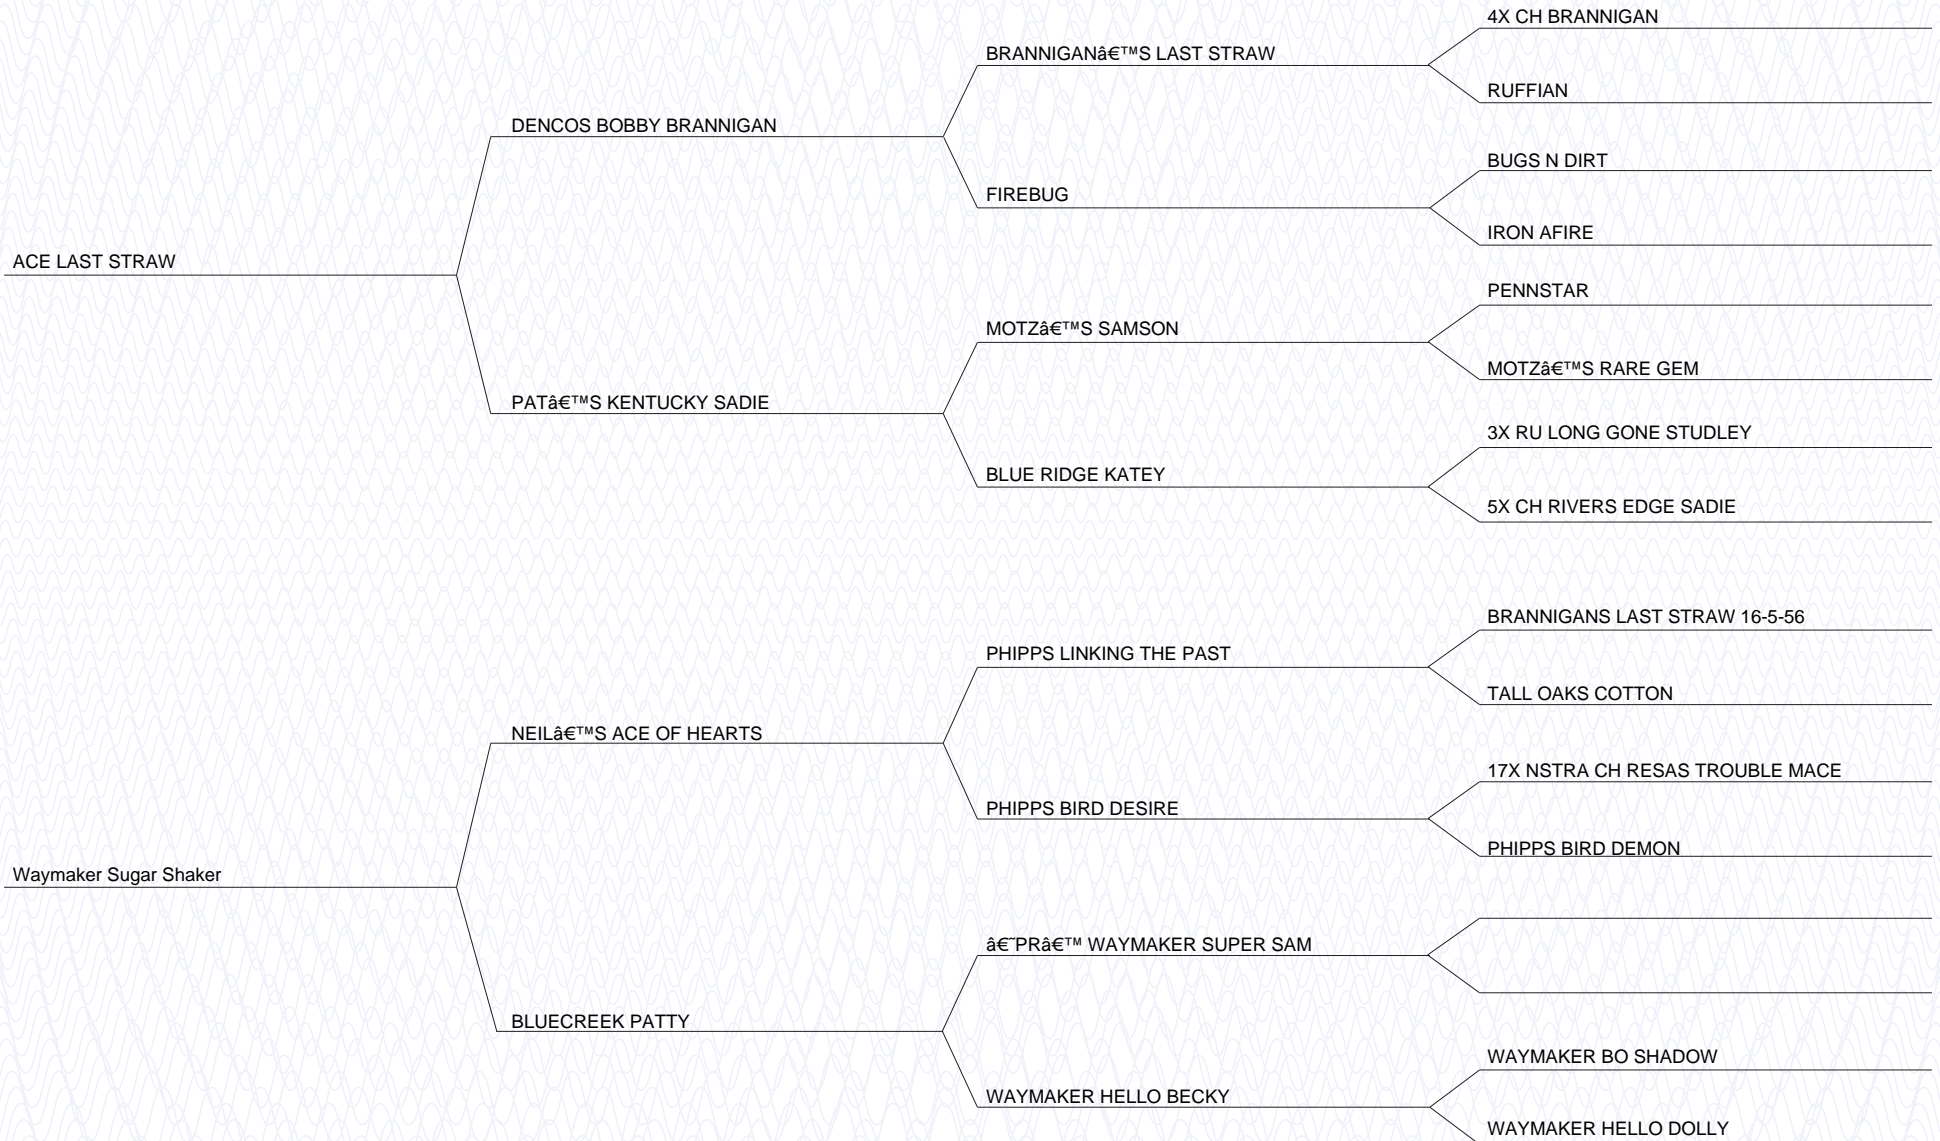 4X CH BRANNIGAN
BRANNIGANâ€™S LAST STRAW
RUFFIAN
DENCOS BOBBY BRANNIGAN
BUGS N DIRT
FIREBUG
IRON AFIRE
ACE LAST STRAW
PENNSTAR
MOTZâ€™S SAMSON
MOTZâ€™S RARE GEM
PATâ€™S KENTUCKY SADIE
3X RU LONG GONE STUDLEY
BLUE RIDGE KATEY
5X CH RIVERS EDGE SADIE
BRANNIGANS LAST STRAW 16-5-56
PHIPPS LINKING THE PAST
TALL OAKS COTTON
NEILâ€™S ACE OF HEARTS
17X NSTRA CH RESAS TROUBLE MACE
PHIPPS BIRD DESIRE
PHIPPS BIRD DEMON
Waymaker Sugar Shaker
â€˜PRâ€™ WAYMAKER SUPER SAM
BLUECREEK PATTY
WAYMAKER BO SHADOW
WAYMAKER HELLO BECKY
WAYMAKER HELLO DOLLY